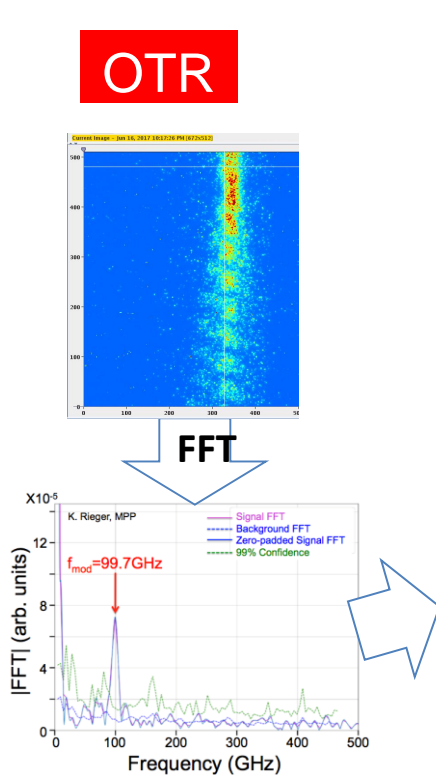 OTR
Current Image - Jun 16, 2017 10:17:26 PM [672x512]
500
400
300
200
100
0
0 100 200 300 400 50
FFT
X10-5
K. Rieger, MPP
Signal FFT
Background FFT
Zero-padded Signal FFT
99% Confidence
fmod=99.7GHz
12
8
4
0
|FFT| (arb. units)
0 100 200 300 400 500
Frequency (GHz)